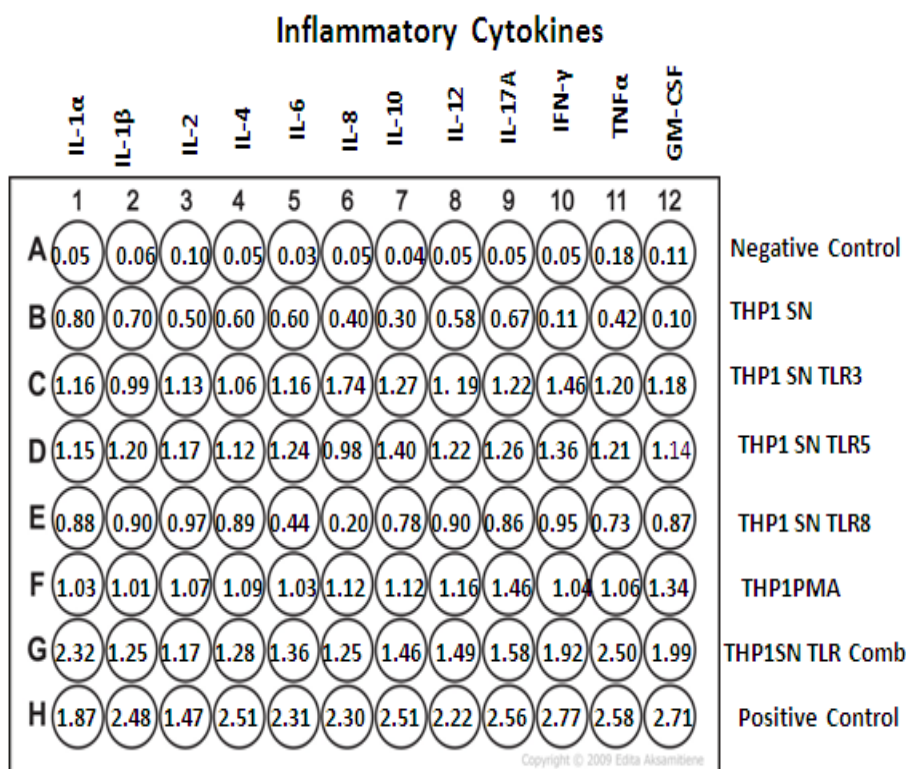 Inflammatory Cytokines
IL-1α IL-1β IL-2 IL-4 IL-6 IL-8 IL-10 IL-12 IL-17A IFN-γ TNFα GM-CSF
1 2 3 4 5 6 7 8 9 10 11 12
A 0.05 0.06 0.10 0.05 0.03 0.05 0.04 0.05 0.05 0.05 0.18 0.11 Negative Control
B 0.80 0.70 0.50 0.60 0.60 0.40 0.30 0.58 0.67 0.11 0.42 0.10 THP1 SN
C 1.16 0.99 1.13 1.06 1.16 1.74 1.27 1. 19 1.22 1.46 1.20 1.18 THP1 SN TLR3
D 1.15 1.20 1.17 1.12 1.24 0.98 1.40 1.22 1.26 1.36 1.21 1.14 THP1 SN TLR5
E 0.88 0.90 0.97 0.89 0.44 0.20 0.78 0.90 0.86 0.95 0.73 0.87 THP1 SN TLR8
F 1.03 1.01 1.07 1.09 1.03 1.12 1.12 1.16 1.46 1.04 1.06 1.34 THP1PMA
G 2.32 1.25 1.17 1.28 1.36 1.25 1.46 1.49 1.58 1.92 2.50 1.99 THP1SN TLR Comb
H 1.87 2.48 1.47 2.51 2.31 2.30 2.51 2.22 2.56 2.77 2.58 2.71 Positive Control
Copyright © 2009 Edita Aksamitiene